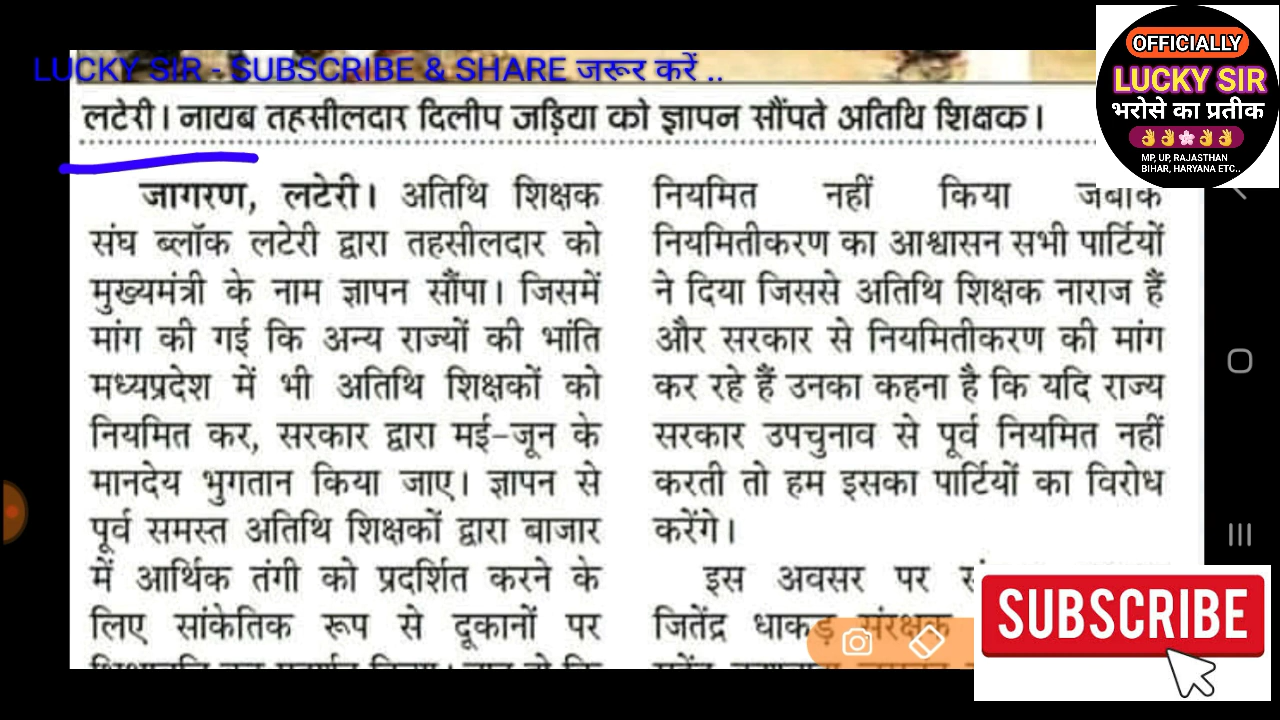 LUCKY SIR - SUBSCRIBE & SHARE जरूर करें ..
OFFICIALLY
LUCKY SIR
भरोसे का प्रतीक
MP, UP, RAJASTHAN
BIHAR, HARYANA ETC..
लटेरी। नायब तहसीलदार दिलीप जड़िया को ज्ञापन सौंपते अतिथि शिक्षक।
जागरण, लटेरी। अतिथि शिक्षक
संघ ब्लॉक लटेरी द्वारा तहसीलदार को
मुख्यमंत्री के नाम ज्ञापन सौंपा। जिसमें
मांग की गई कि अन्य राज्यों की भांति
मध्यप्रदेश में भी अतिथि शिक्षकों को
नियमित कर, सरकार द्वारा मई-जून के
मानदेय भुगतान किया जाए। ज्ञापन से
पूर्व समस्त अतिथि शिक्षकों द्वारा बाजार
में आर्थिक तंगी को प्रदर्शित करने के
लिए सांकेतिक रूप से दूकानों पर
नियमित नहीं किया जबकि
नियमितीकरण का आश्वासन सभी पार्टियों
ने दिया जिससे अतिथि शिक्षक नाराज हैं
और सरकार से नियमितीकरण की मांग
कर रहे हैं उनका कहना है कि यदि राज्य
सरकार उपचुनाव से पूर्व नियमित नहीं
करती तो हम इसका पार्टियों का विरोध
करेंगे।
इस अवसर पर
जितेंद्र धाकड़ संरक्षक
SUBSCRIBE